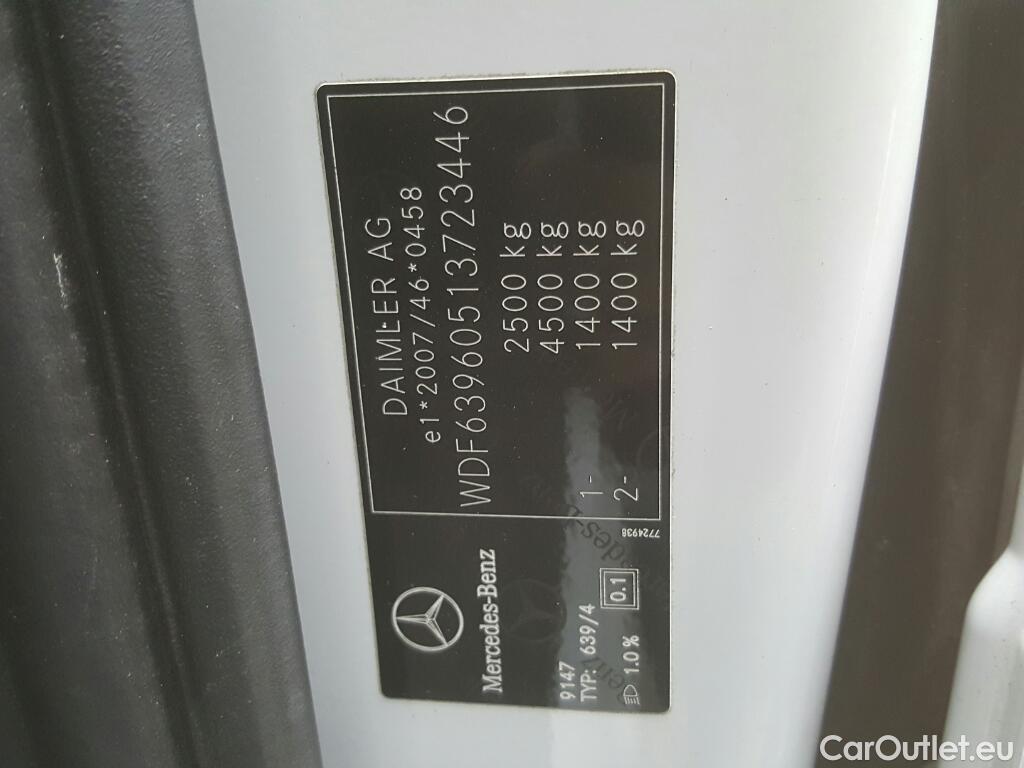 DAIMLER AG
e1*2007/46*0458
WDF63960513723446
2500 kg
4500 kg
1- 1400 kg
2- 1400 kg
7724938
Mercedes-Benz
9147
TYP: 639/4
1.0 % 0.1
CarOutlet.eu